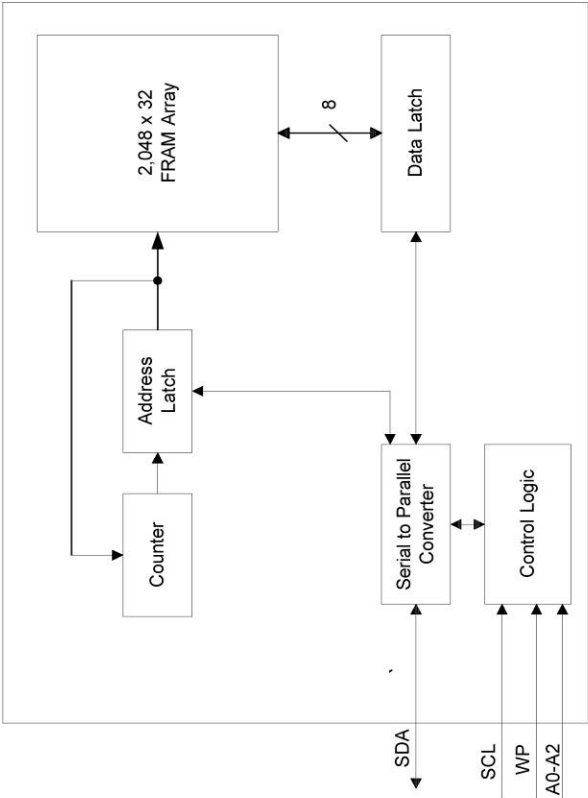 Counter
Address
Latch
2,048 x 32
FRAM Array
8
SDA
Serial to Parallel
Converter
Data Latch
SCL
WP
A0-A2
Control Logic